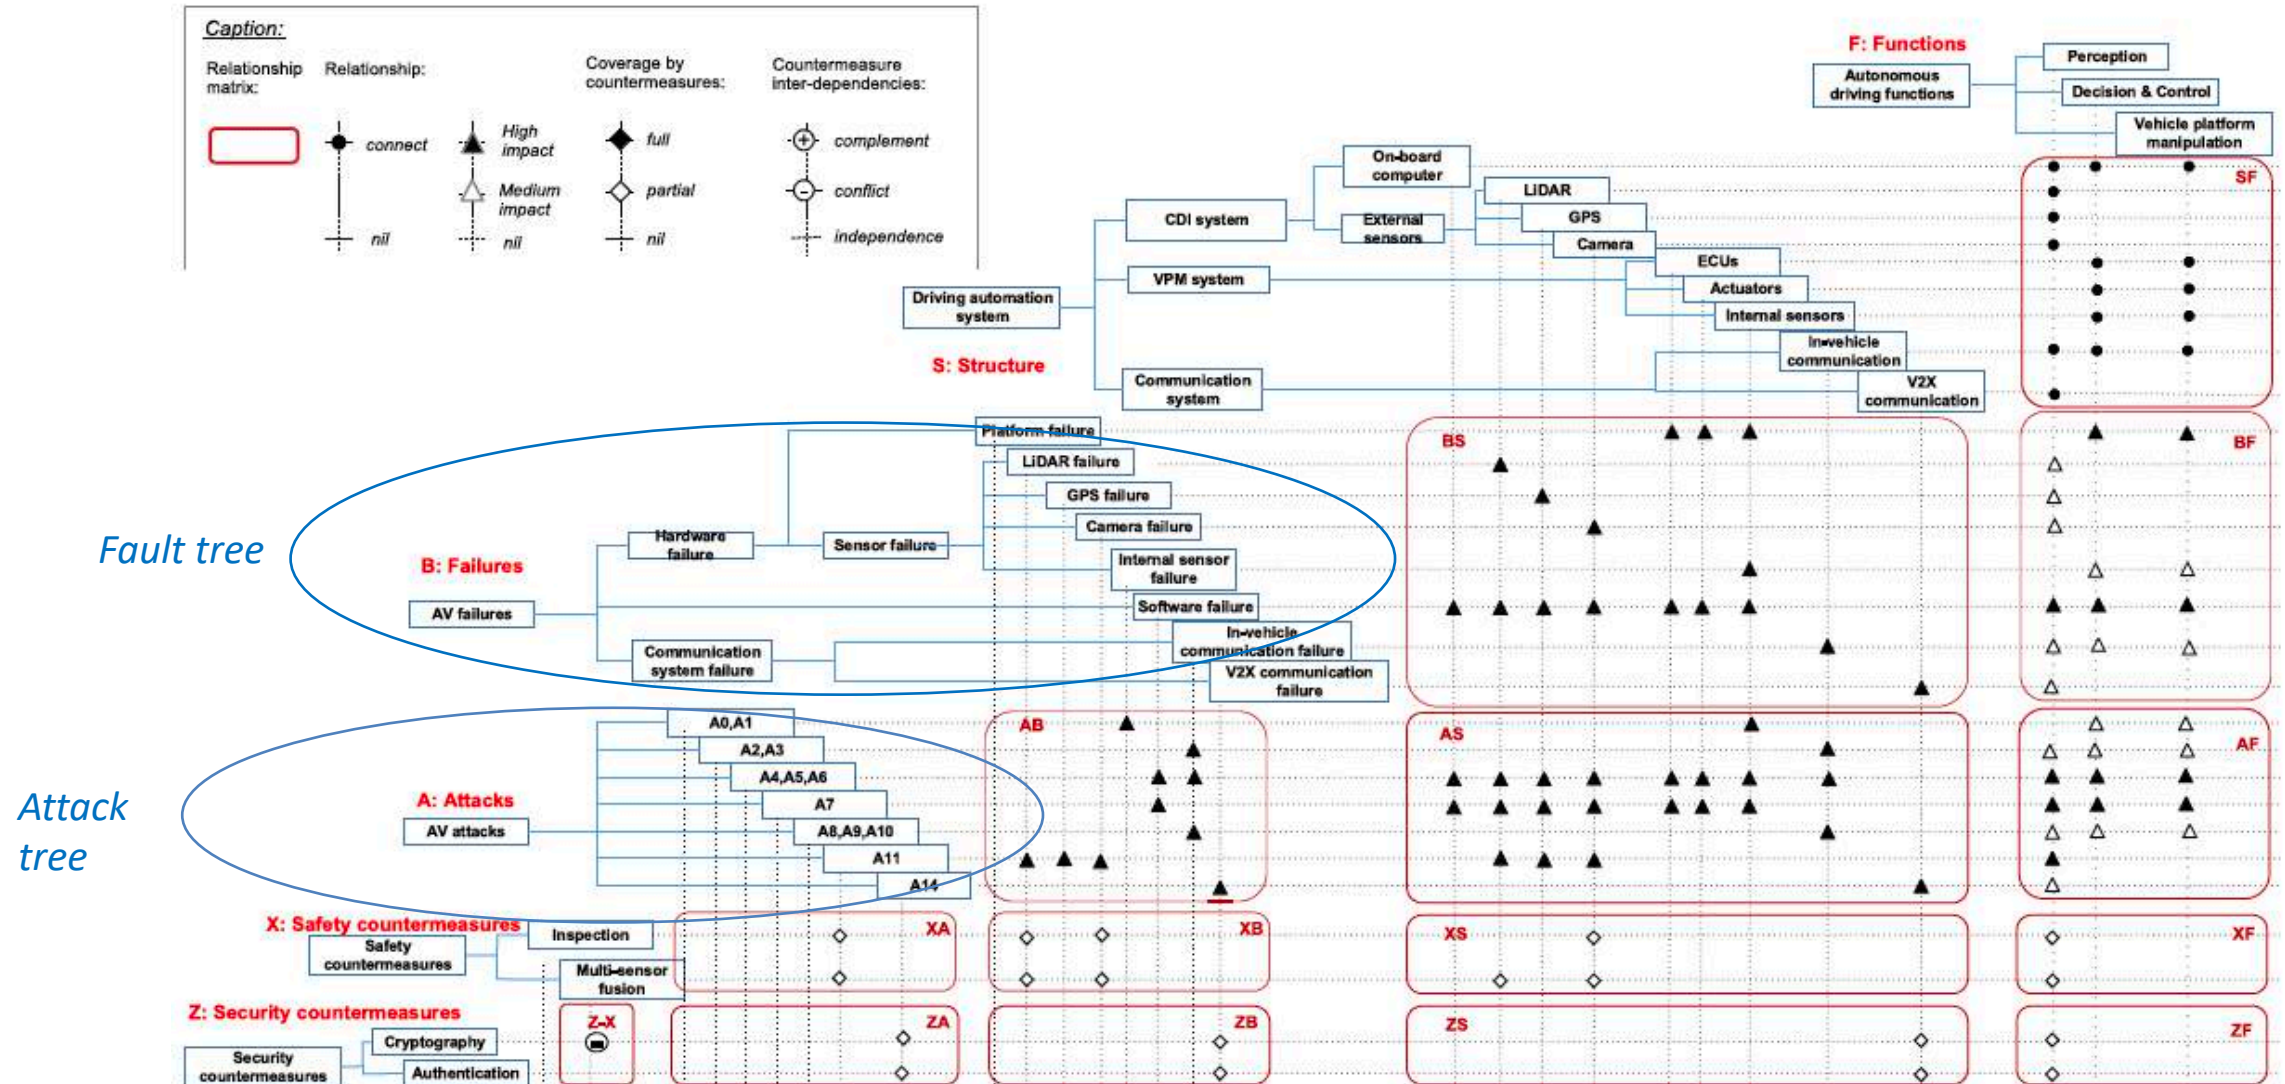 Caption:
Relationship
matrix:
Relationship:
Coverage by
countermeasures:
Countermeasure
inter-dependencies:
connect
High
impact
full
complement
Medium
impact
partial
conflict
nil
nil
nil
independence
F: Functions
Autonomous
driving functions
Perception
Decision & Control
Vehicle platform
manipulation
SF
On-board
computer
LiDAR
GPS
Camera
CDI system
External
sensors
ECUs
VPM system
Actuators
Driving automation
system
Internal sensors
In-vehicle
communication
S: Structure
Communication
system
V2X
communication
Platform failure
BS
BF
LiDAR failure
GPS failure
Camera failure
Fault tree
Hardware
failure
Sensor failure
Internal sensor
failure
B: Failures
AV failures
Software failure
In-vehicle
communication failure
Communication
system failure
V2X communication
failure
A0,A1
AB
AS
AF
A2,A3
A4,A5,A6
Attack
tree
A: Attacks
A7
AV attacks
A8,A9,A10
A11
A14
X: Safety countermeasures
Safety
countermeasures
Inspection
XA
XB
XS
XF
Multi-sensor
fusion
Z: Security countermeasures
Z-X
ZA
ZB
ZS
ZF
Cryptography
Security
countermeasures
Authentication